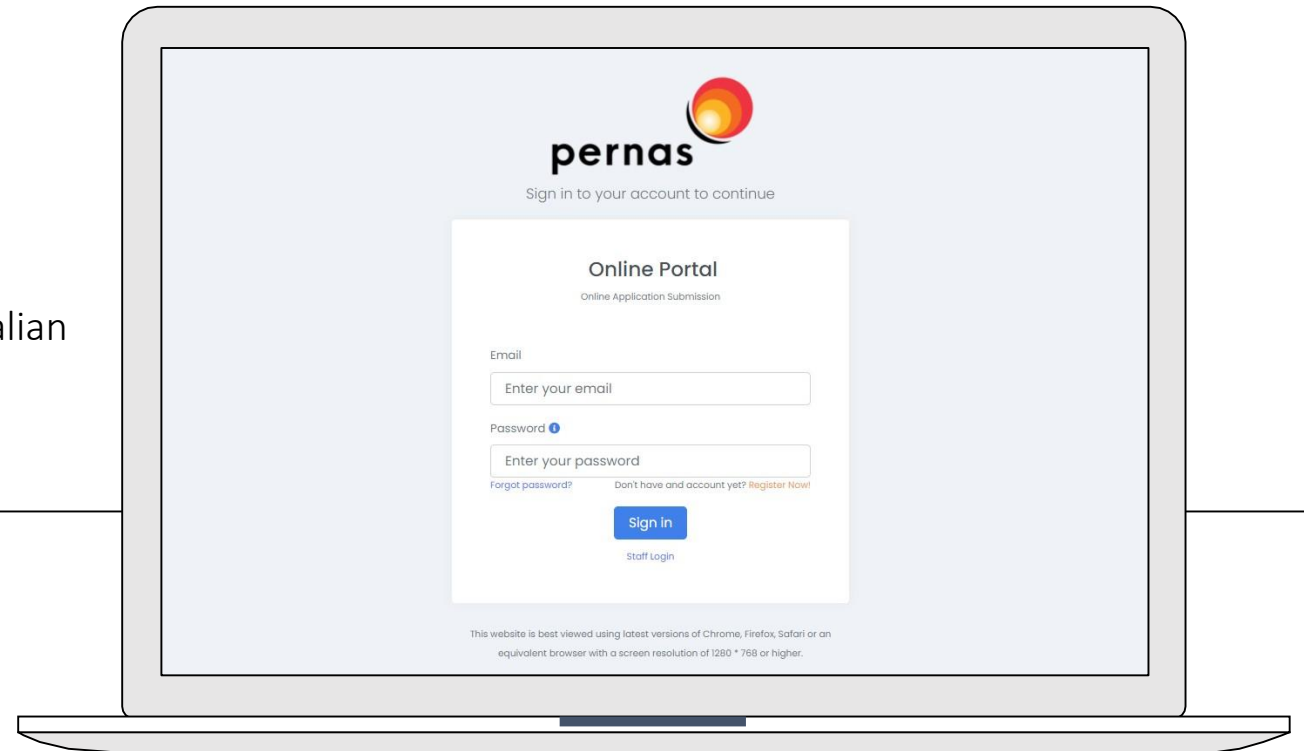 pernas
Sign in to your account to continue
Online Portal
Online Application Submission
alian
Email
Enter your email
Password
Enter your password
Forgot password? Don't have and account yet? Register Now!
Sign in
Staff Login
This website is best viewed using latest versions of Chrome, Firefox, Safari or an
equivalent browser with a screen resolution of 1280 * 768 or higher.